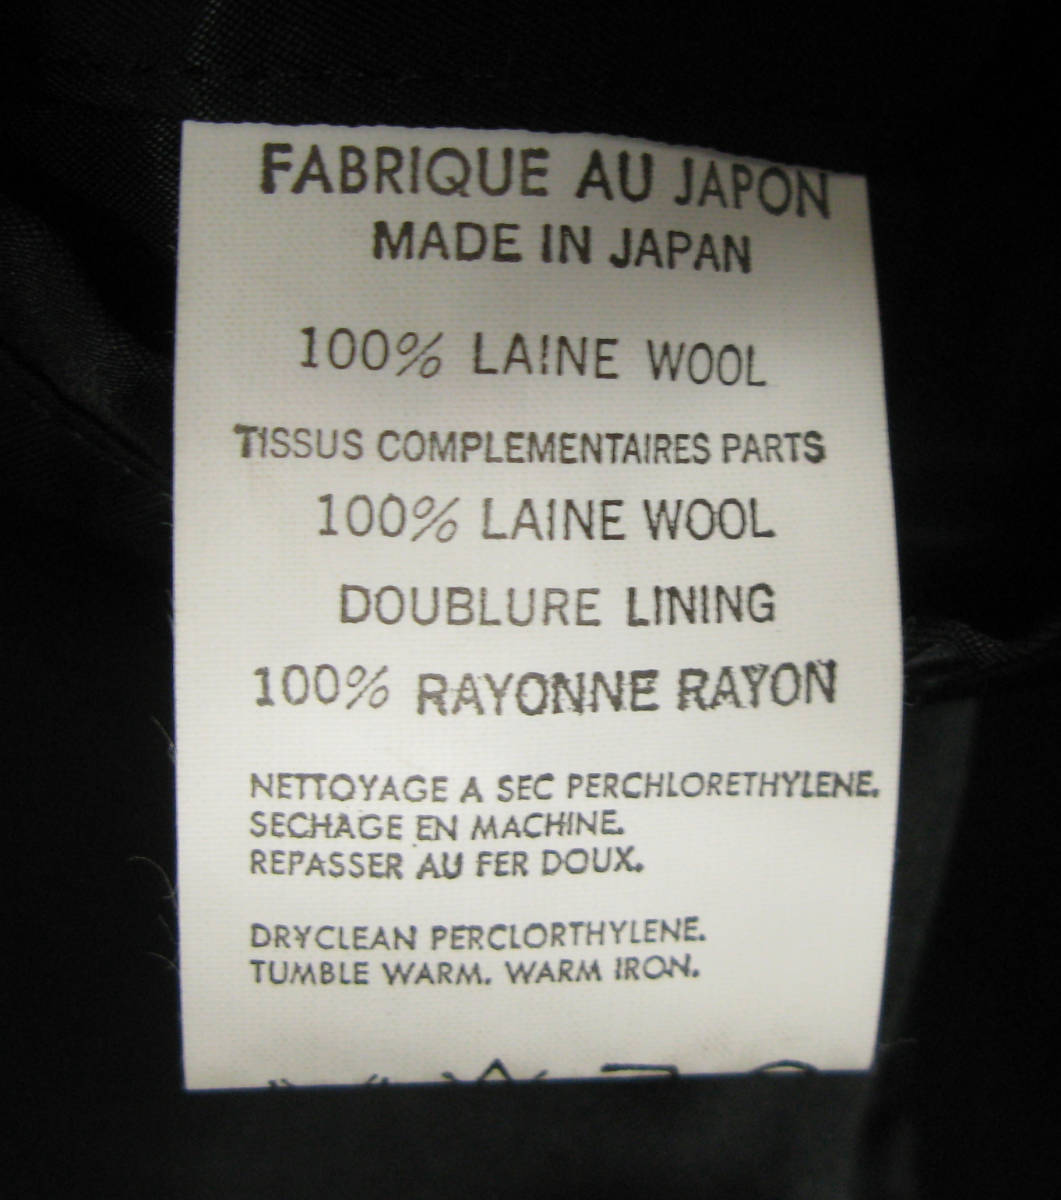 FABRIQUE AU JAPON
MADE IN JAPAN
100% LAINE WOOL
TISSUS COMPLEMENTAIRES PARTS
100% LAINE WOOL
DOUBLURE LINING
100% RAYONNE RAYON
NETTOYAGE A SEC PERCHLORETHYLENE.
SECHAGE EN MACHINE.
REPASSER AU FER DOUX.
DRYCLEAN PERCLORTHYLENE.
TUMBLE WARM. WARM IRON.